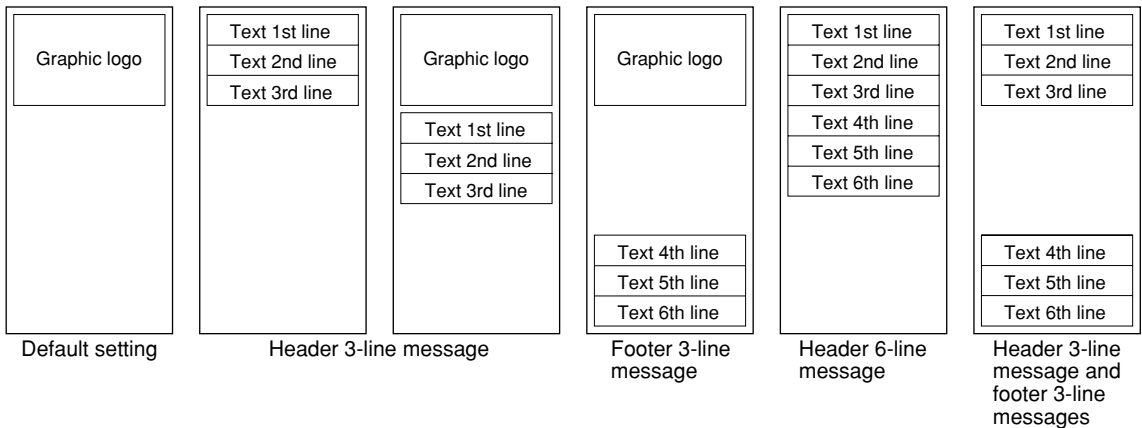 Graphic logo
Default setting
Text 1st line
Text 2nd line
Text 3rd line
Graphic logo
Text 1st line
Text 2nd line
Text 3rd line
Header 3-line message
Graphic logo
Text 4th line
Text 5th line
Text 6th line
Footer 3-line
message
Text 1st line
Text 2nd line
Text 3rd line
Text 4th line
Text 5th line
Text 6th line
Header 6-line
message
Text 1st line
Text 2nd line
Text 3rd line
Text 4th line
Text 5th line
Text 6th line
Header 3-line
message and
footer 3-line
messages